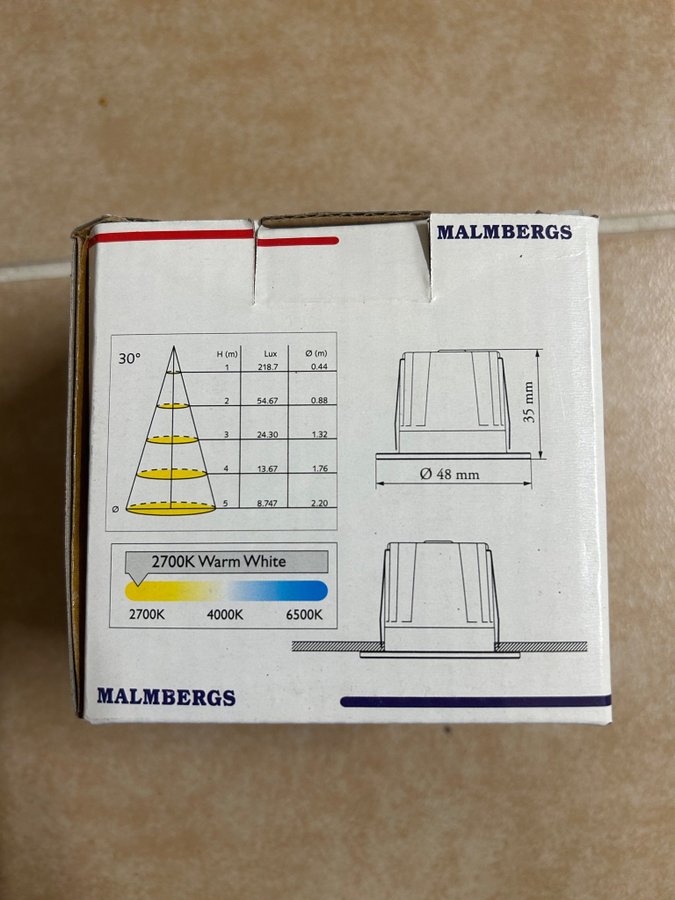 MALMBERGS
30°
H (m) Lux Ø (m)
1 218.7 0.44
2 54.67 0.88
3 24.30 1.32
4 13.67 1.76
Ø 5 8.747 2.20
35 mm
Ø 48 mm
2700K Warm White
2700K 4000K 6500K
MALMBERGS